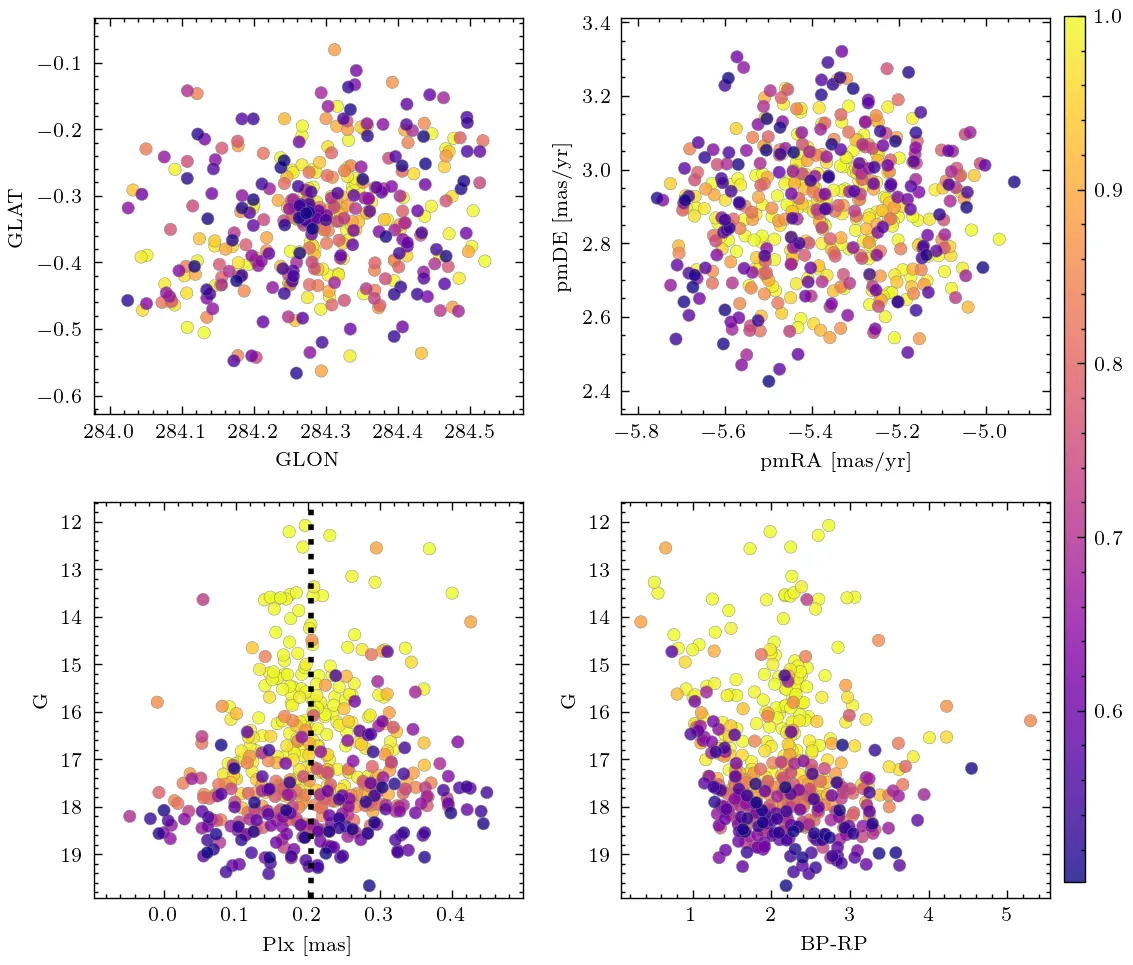 GLAT
−0.1
−0.2
−0.3
−0.4
−0.5
−0.6
284.0 284.1 284.2 284.3 284.4 284.5
GLON
pmDE [mas/yr]
3.4
3.2
3.0
2.8
2.6
2.4
−5.8 −5.6 −5.4 −5.2 −5.0
pmRA [mas/yr]
1.0
0.9
0.8
0.7
0.6
G
12
13
14
15
16
17
18
19
0.0 0.1 0.2 0.3 0.4
Plx [mas]
G
12
13
14
15
16
17
18
19
1 2 3 4 5
BP-RP